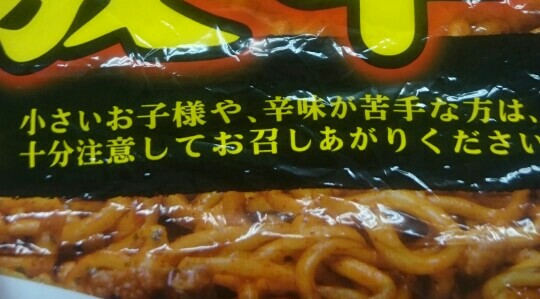 小さいお子様や、辛味が苦手な方は、
十分注意してお召しあがりください